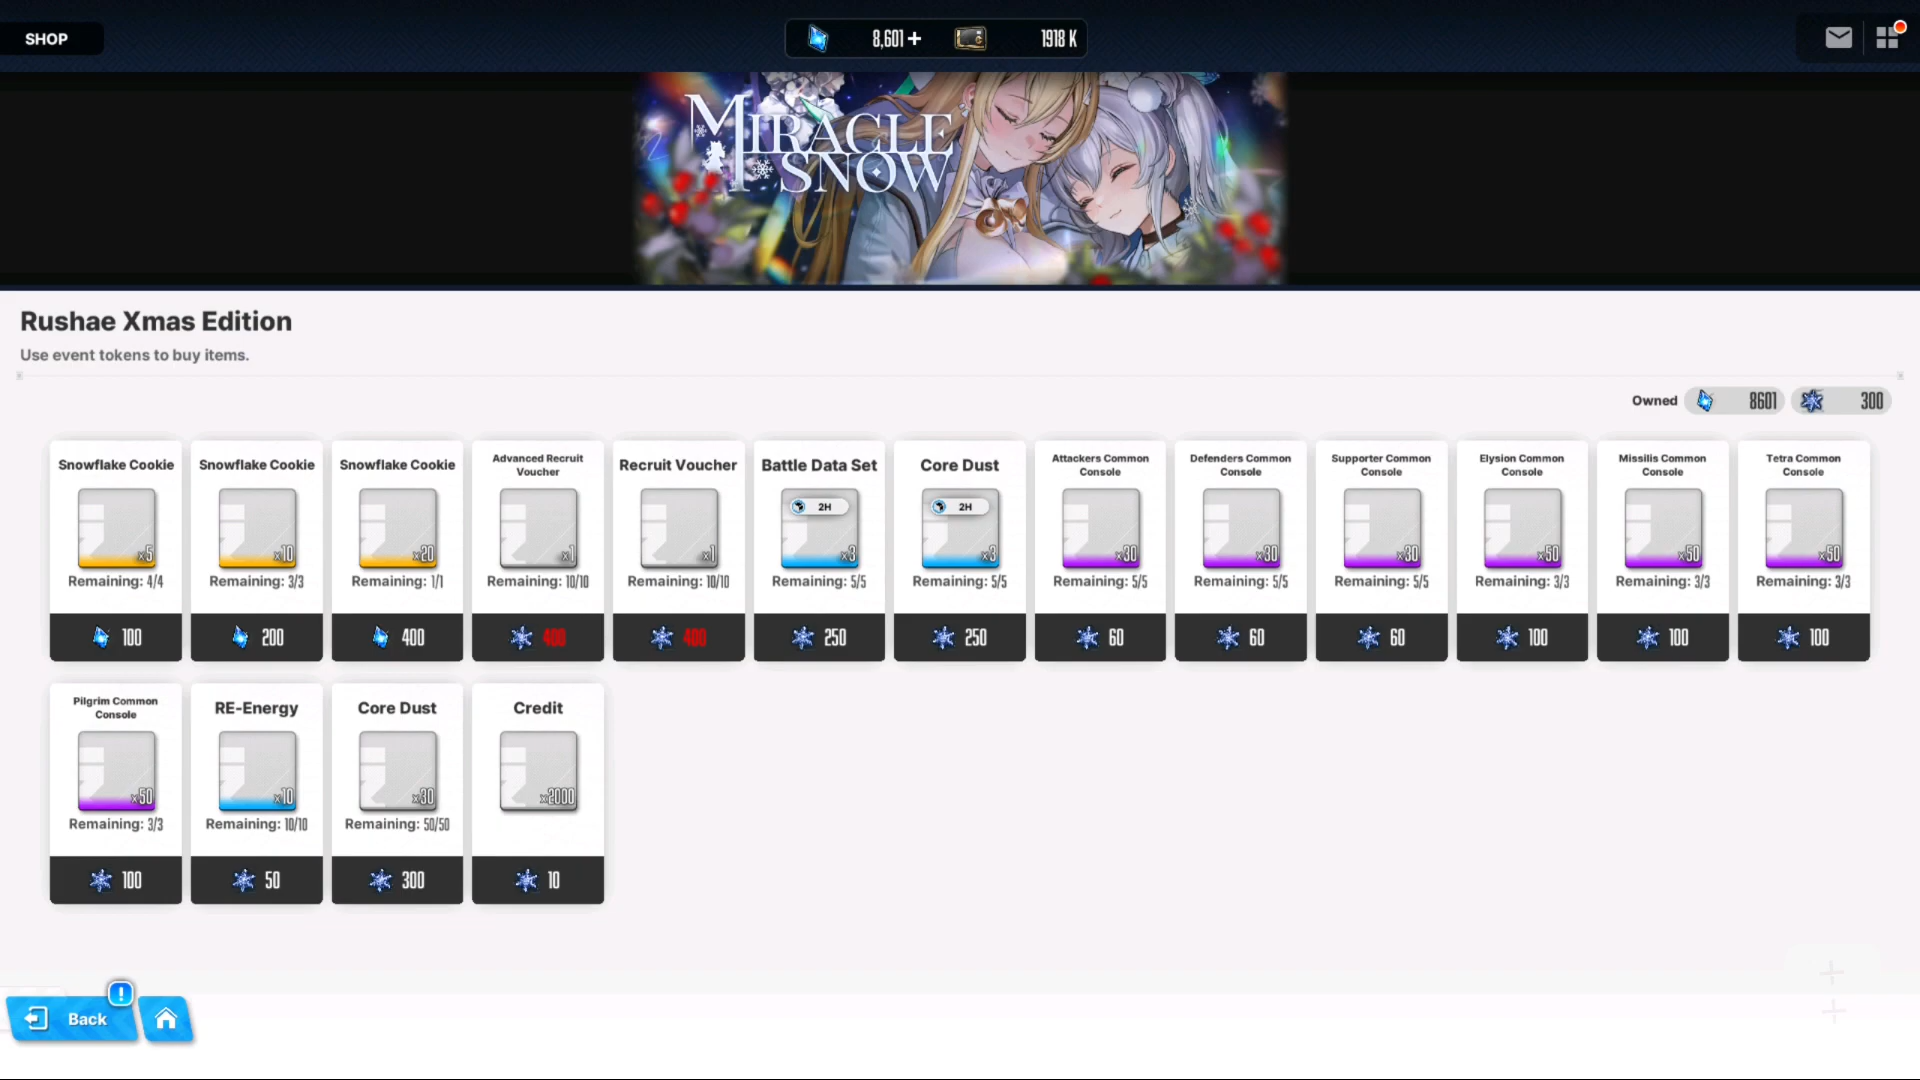 SHOP
8,601
1918 K
MIRACLE
SNOW
Rushae Xmas Edition
Use event tokens to buy items.
Owned 8601 300
Snowflake Cookie
x5
Remaining: 4/4
100
Snowflake Cookie
x10
Remaining: 3/3
200
Snowflake Cookie
x20
Remaining: 1/1
400
Advanced Recruit
Voucher
x1
Remaining: 10/10
400
Recruit Voucher
x1
Remaining: 10/10
400
Battle Data Set
2H
x3
Remaining: 5/5
250
Core Dust
2H
x3
Remaining: 5/5
250
Attackers Common
Console
x30
Remaining: 5/5
60
Defenders Common
Console
x30
Remaining: 5/5
60
Supporter Common
Console
x30
Remaining: 5/5
60
Elysion Common
Console
x50
Remaining: 3/3
100
Missilis Common
Console
x50
Remaining: 3/3
100
Tetra Common
Console
x50
Remaining: 3/3
100
Pilgrim Common
Console
x50
Remaining: 3/3
100
RE-Energy
x10
Remaining: 10/10
50
Core Dust
x30
Remaining: 50/50
300
Credit
x2000
10
Back